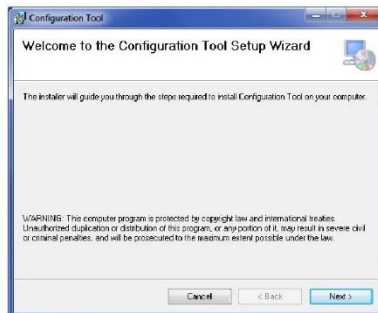 Configuration Tool
Welcome to the Configuration Tool Setup Wizard
The installer will guide you through the steps required to install Configuration Tool on your computer.
WARNING: This computer program is protected by copyright law and international treaties.
Unauthorized duplication or distribution of this program, or any portion of it, may result in severe civil
or criminal penalties, and will be prosecuted to the maximum extent possible under the law.
Cancel
< Back
Next >